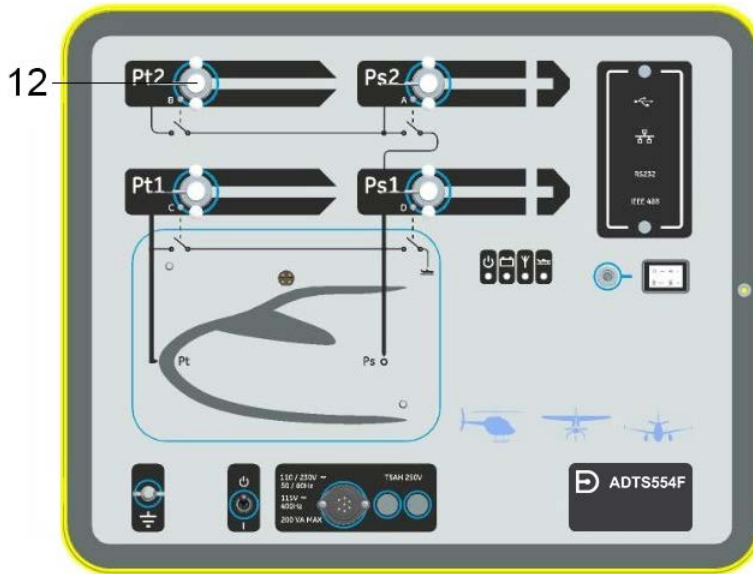 12
Pt2
B
Ps2
A
Pt1
C
Ps1
D
RS232
IEEE 488
Pt
Ps
110 / 230V ~
50 / 60Hz
115V ~
400Hz
200 VA MAX
T5AH 250V
ADTS554F